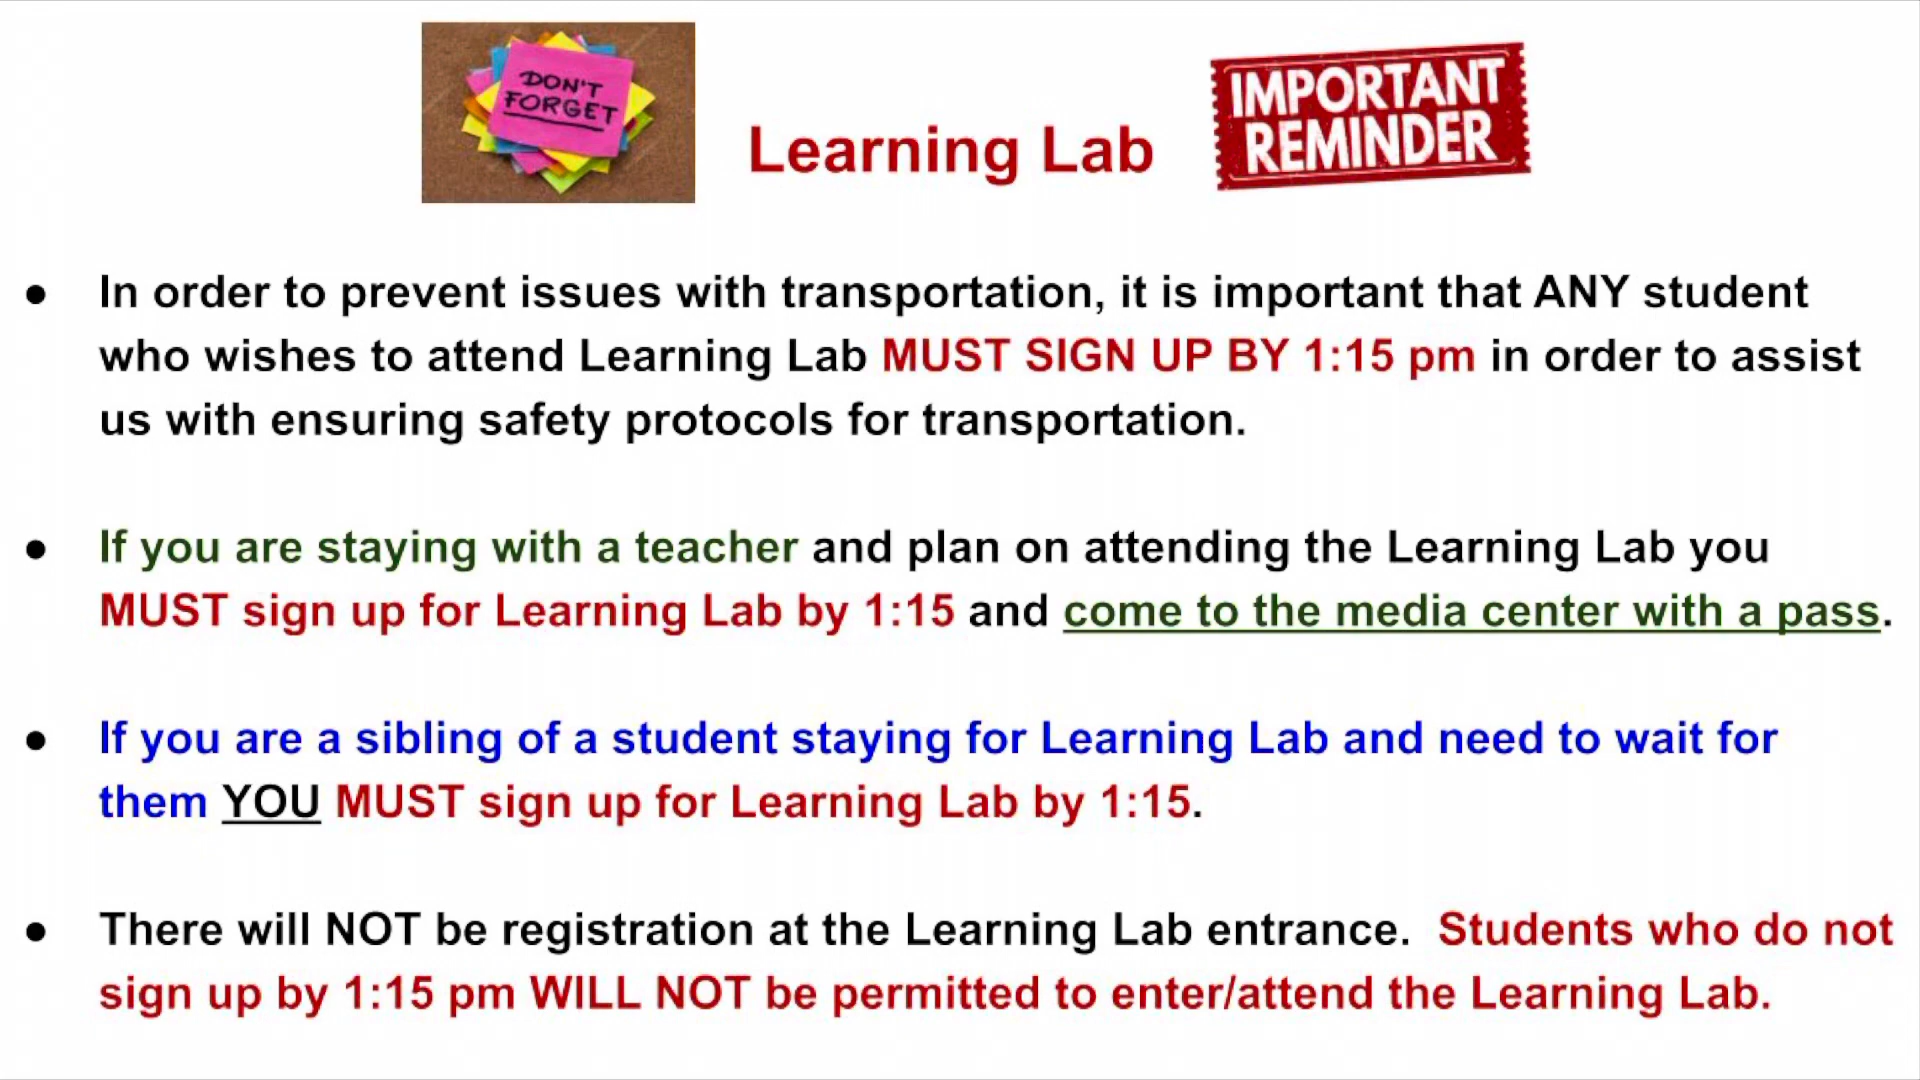 DON'T
FORGET
Learning Lab
IMPORTANT
REMINDER
● In order to prevent issues with transportation, it is important that ANY student
who wishes to attend Learning Lab MUST SIGN UP BY 1:15 pm in order to assist
us with ensuring safety protocols for transportation.
● If you are staying with a teacher and plan on attending the Learning Lab you
MUST sign up for Learning Lab by 1:15 and come to the media center with a pass.
● If you are a sibling of a student staying for Learning Lab and need to wait for
them YOU MUST sign up for Learning Lab by 1:15.
● There will NOT be registration at the Learning Lab entrance.  Students who do not
sign up by 1:15 pm WILL NOT be permitted to enter/attend the Learning Lab.